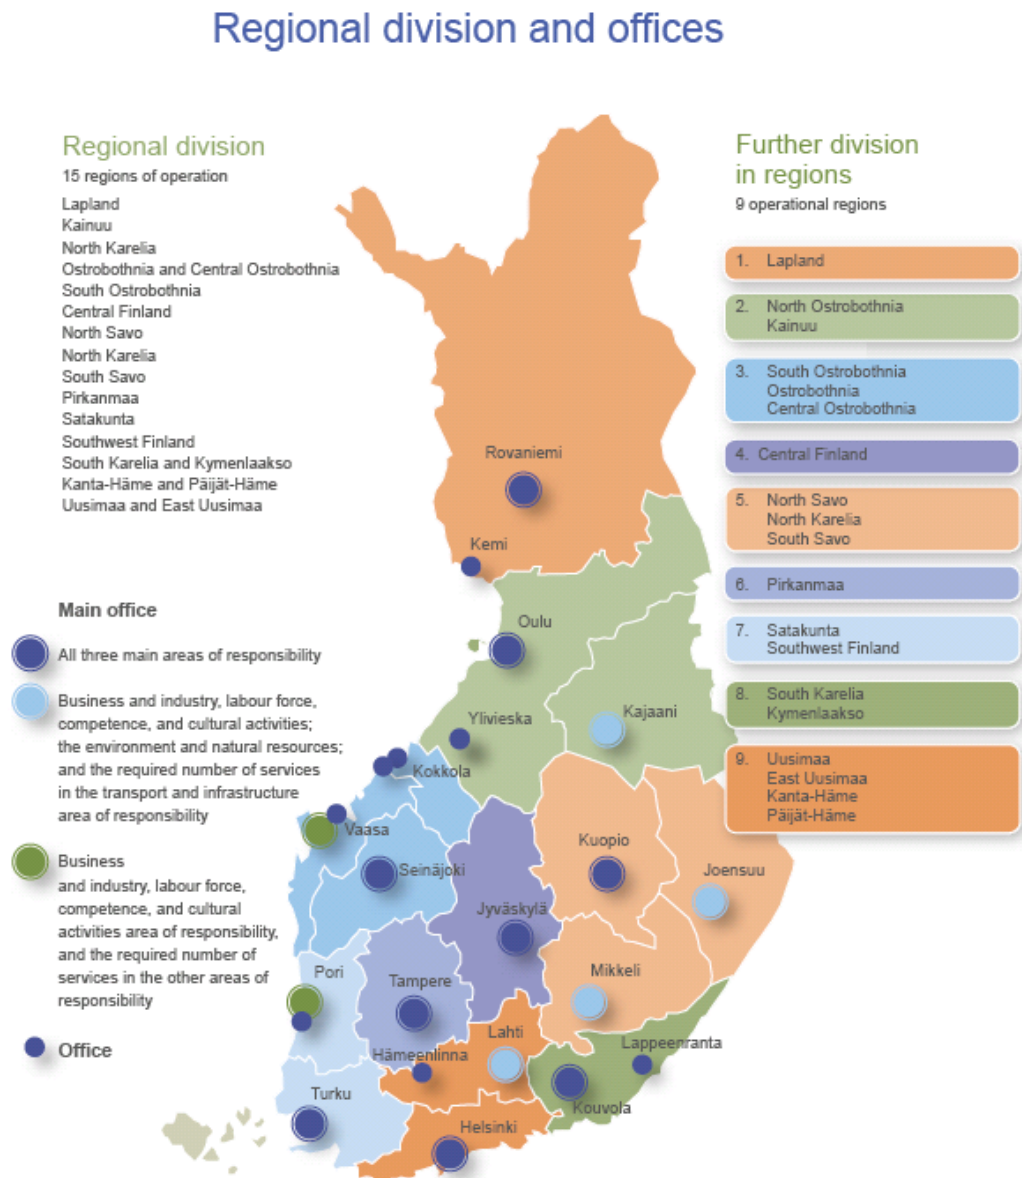 Regional division and offices
Regional division
15 regions of operation
Lapland
Kainuu
North Karelia
Ostrobothnia and Central Ostrobothnia
South Ostrobothnia
Central Finland
North Savo
North Karelia
South Savo
Pirkanmaa
Satakunta
Southwest Finland
South Karelia and Kymenlaakso
Kanta-Häme and Päijät-Häme
Uusimaa and East Uusimaa
Main office
All three main areas of responsibility
Business and industry, labour force,
competence, and cultural activities;
the environment and natural resources;
and the required number of services
in the transport and infrastructure
area of responsibility
Business
and industry, labour force,
competence, and cultural
activities area of responsibility,
and the required number of
services in the other areas of
responsibility
Office
Rovaniemi
Kemi
Oulu
Ylivieska
Kajaani
Kokkola
Vaasa
Seinäjoki
Kuopio
Joensuu
Jyväskylä
Pori
Tampere
Mikkeli
Lahti
Hämeenlinna
Lappeenranta
Turku
Kouvola
Helsinki
Further division
in regions
9 operational regions
1. Lapland
2. North Ostrobothnia
Kainuu
3. South Ostrobothnia
Ostrobothnia
Central Ostrobothnia
4. Central Finland
5. North Savo
North Karelia
South Savo
6. Pirkanmaa
7. Satakunta
Southwest Finland
8. South Karelia
Kymenlaakso
9. Uusimaa
East Uusimaa
Kanta-Häme
Päijät-Häme